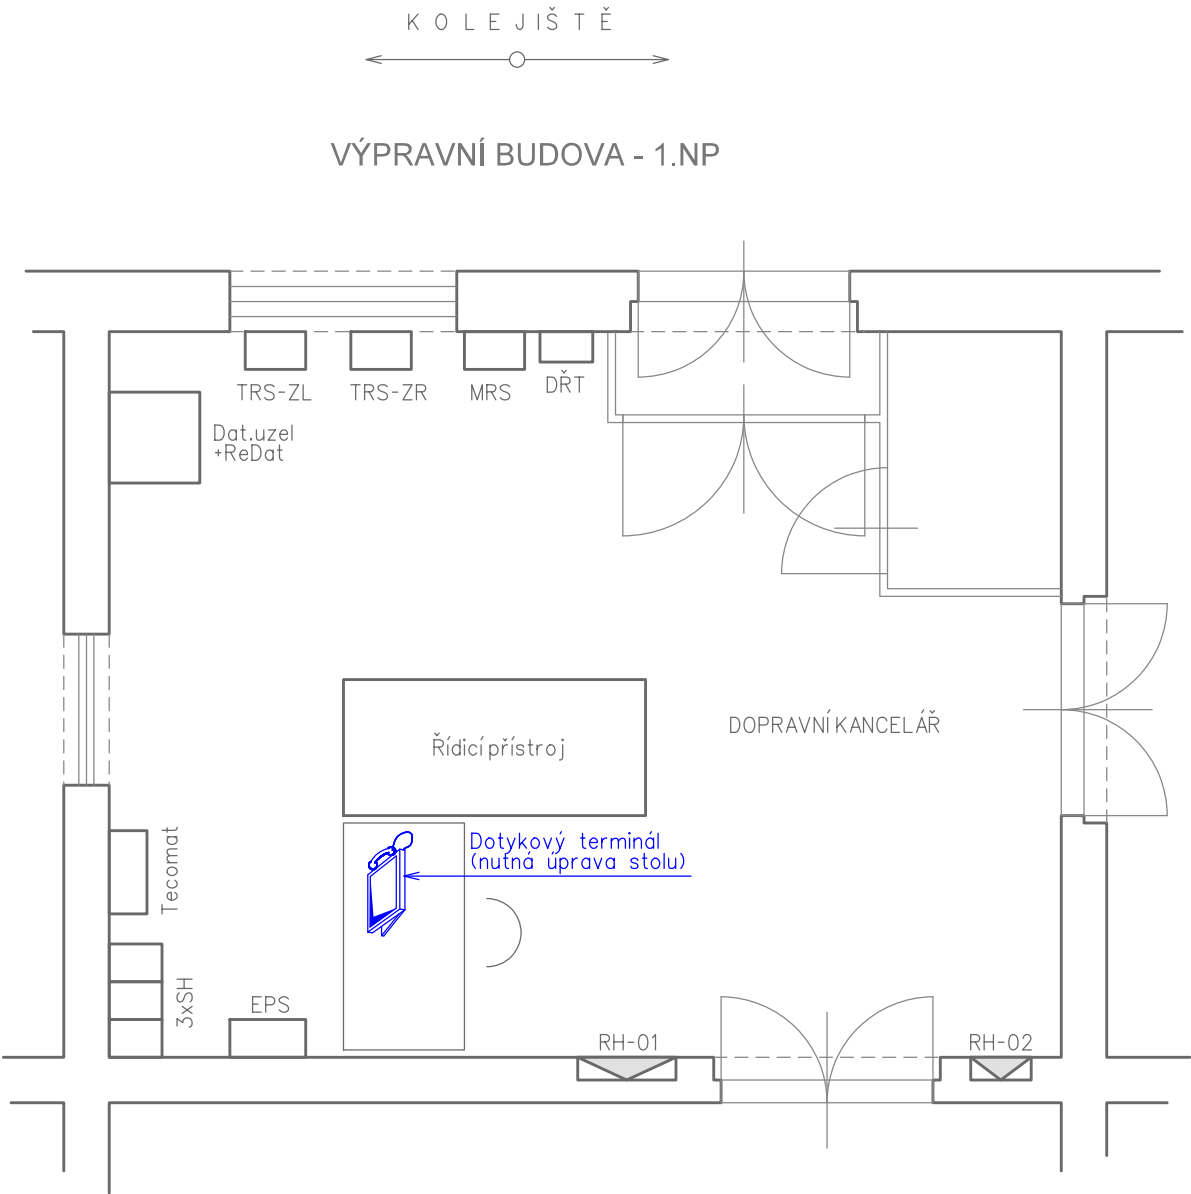 KOLEJIŠTĚ
VÝPRAVNÍ BUDOVA - 1.NP
TRS-ZL
TRS-ZR
MRS
DŘT
Dat.uzel
+ReDat
DOPRAVNÍ KANCELÁŘ
Řídicí přístroj
Dotykový terminál
(nutná úprava stolu)
Tecomat
3xSH
EPS
RH-01
RH-02